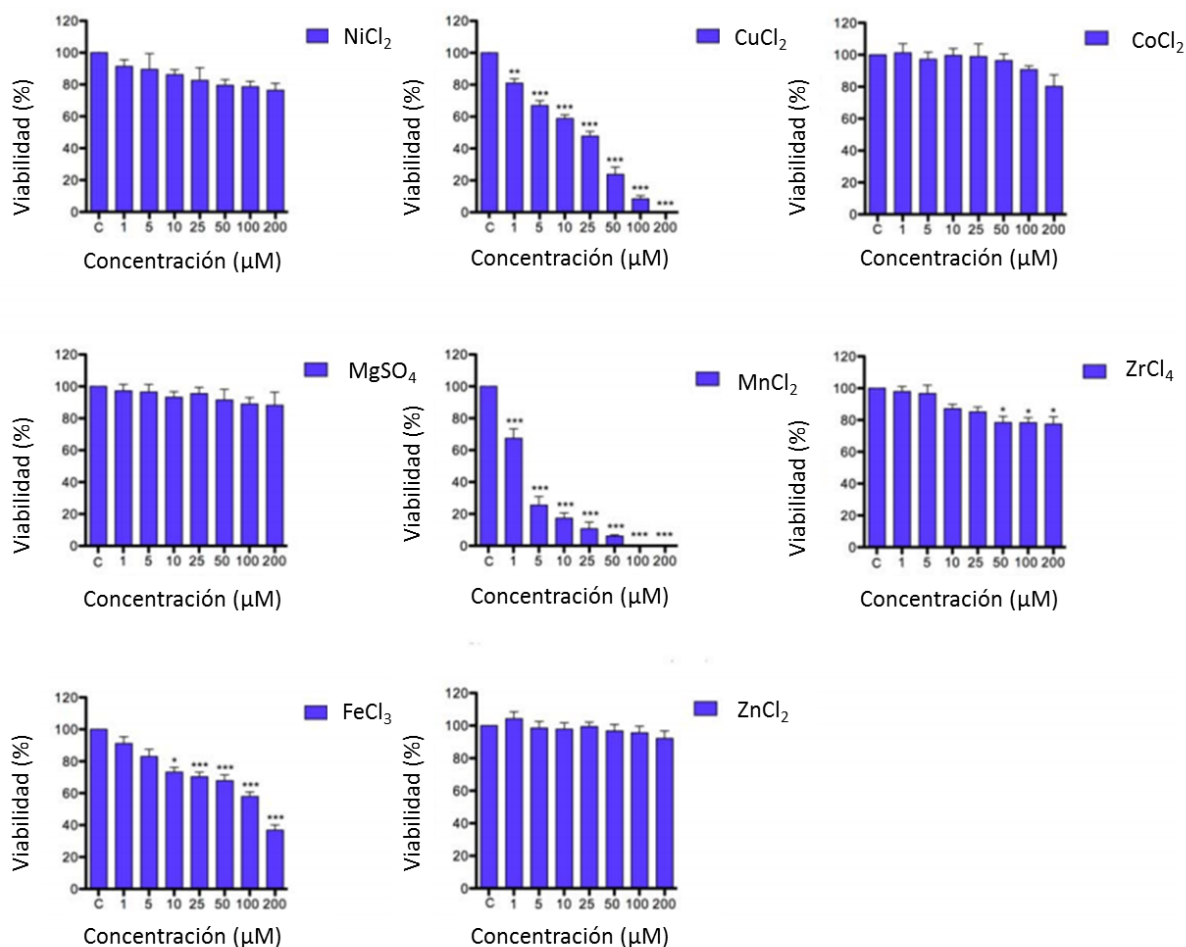 NiCl2
Viabilidad (%)
120
100
80
60
40
20
0
C 1 5 10 25 50 100 200
Concentración (µM)
CuCl2
Viabilidad (%)
120
100
80
60
40
20
0
** *** *** *** *** *** ***
C 1 5 10 25 50 100 200
Concentración (µM)
CoCl2
Viabilidad (%)
120
100
80
60
40
20
0
C 1 5 10 25 50 100 200
Concentración (µM)
MgSO4
Viabilidad (%)
120
100
80
60
40
20
0
C 1 5 10 25 50 100 200
Concentración (µM)
MnCl2
Viabilidad (%)
120
100
80
60
40
20
0
*** *** *** *** *** *** ***
C 1 5 10 25 50 100 200
Concentración (µM)
ZrCl4
Viabilidad (%)
120
100
80
60
40
20
0
* * *
C 1 5 10 25 50 100 200
Concentración (µM)
FeCl3
Viabilidad (%)
120
100
80
60
40
20
0
* *** *** *** ***
C 1 5 10 25 50 100 200
Concentración (µM)
ZnCl2
Viabilidad (%)
120
100
80
60
40
20
0
C 1 5 10 25 50 100 200
Concentración (µM)